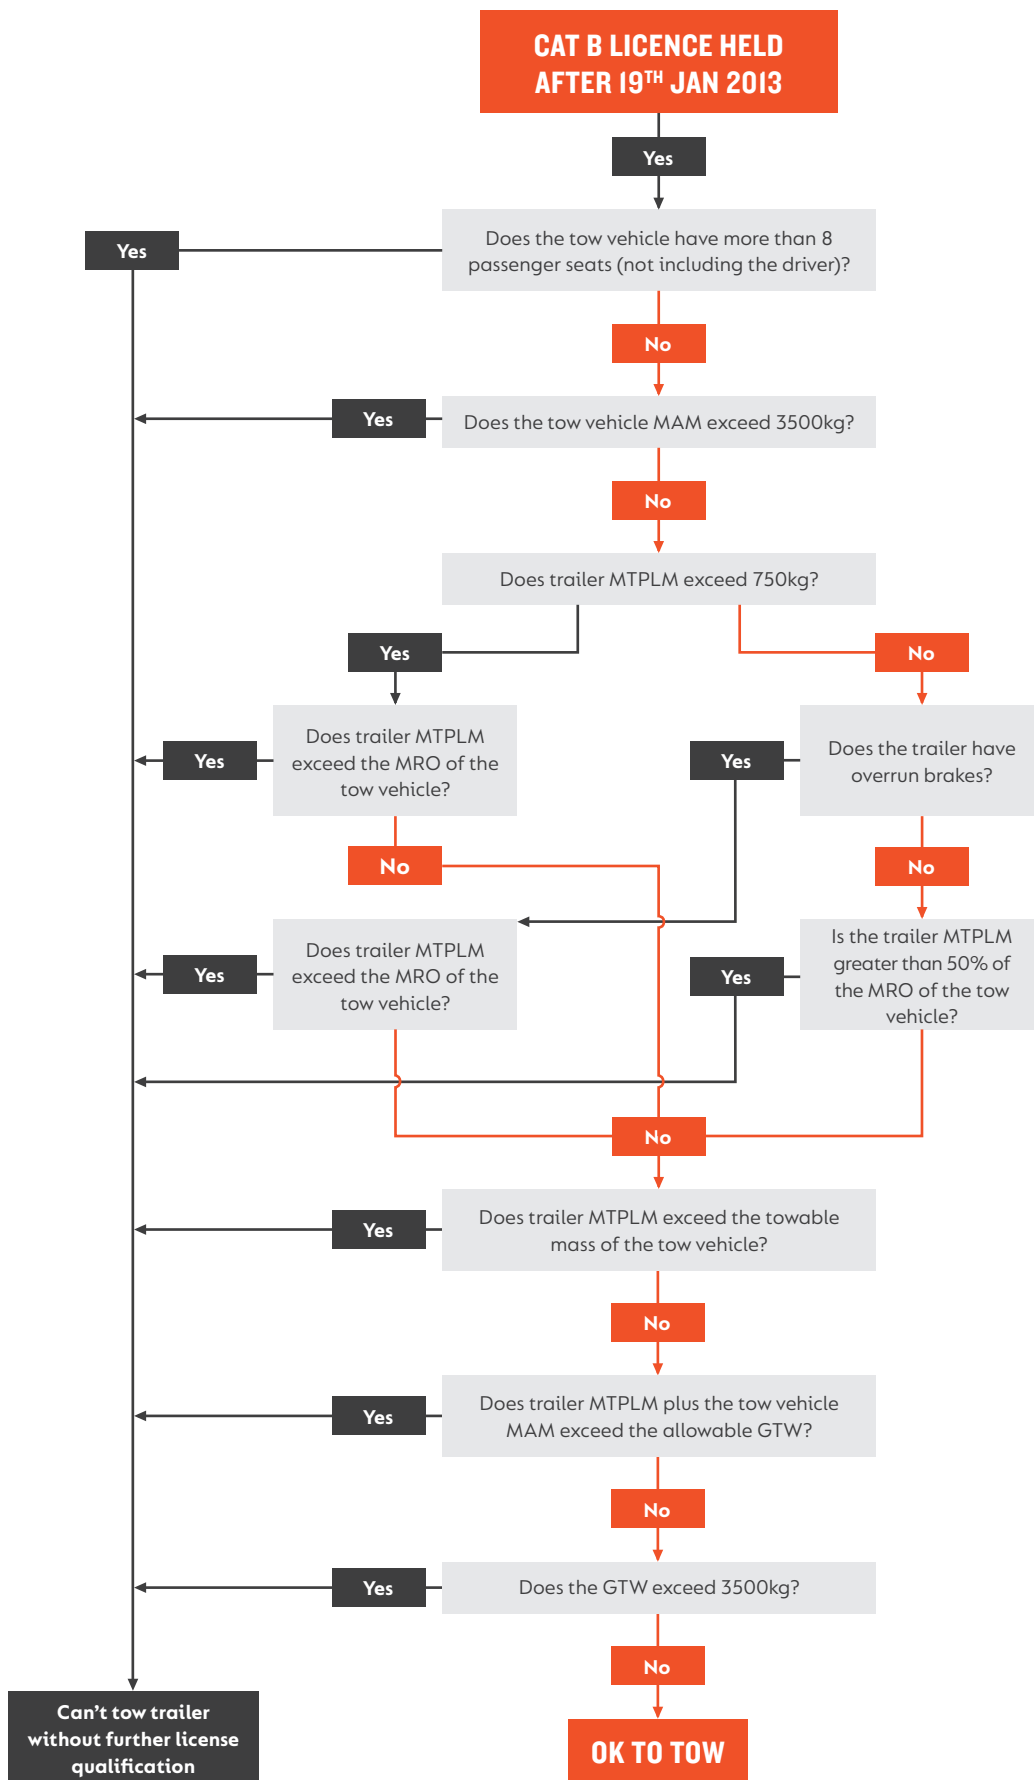 CAT B LICENCE HELD
AFTER 19TH JAN 2013
Yes
Does the tow vehicle have more than 8
passenger seats (not including the driver)?
Yes
No
Does the tow vehicle MAM exceed 3500kg?
Yes
No
Does trailer MTPLM exceed 750kg?
Yes
No
Does trailer MTPLM
exceed the MRO of the
tow vehicle?
Yes
No
Does the trailer have
overrun brakes?
Yes
No
Does trailer MTPLM
exceed the MRO of the
tow vehicle?
Yes
Is the trailer MTPLM
greater than 50% of
the MRO of the tow
vehicle?
Yes
No
Does trailer MTPLM exceed the towable
mass of the tow vehicle?
Yes
No
Does trailer MTPLM plus the tow vehicle
MAM exceed the allowable GTW?
Yes
No
Does the GTW exceed 3500kg?
Yes
No
Can't tow trailer
without further license
qualification
OK TO TOW